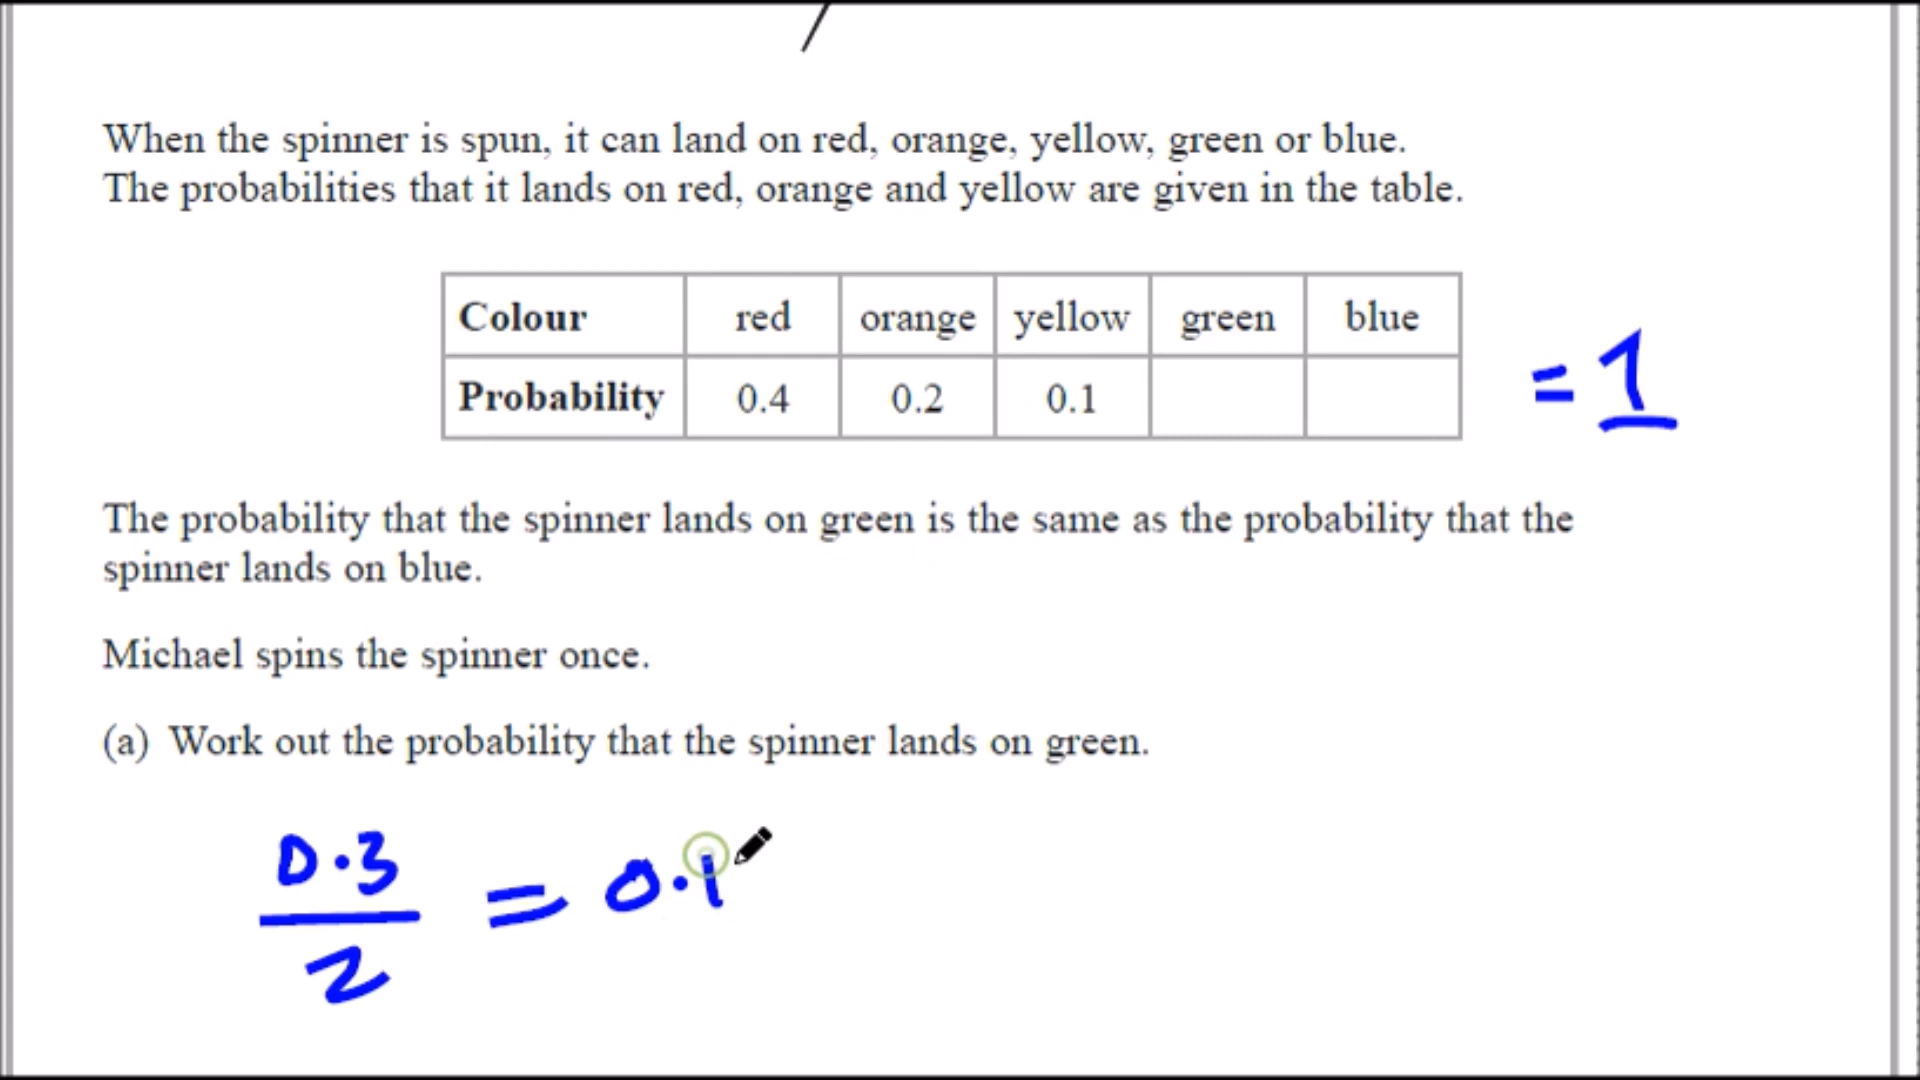 When the spinner is spun, it can land on red, orange, yellow, green or blue.
The probabilities that it lands on red, orange and yellow are given in the table.
Colour red orange yellow green blue
Probability 0.4 0.2 0.1
= 1
The probability that the spinner lands on green is the same as the probability that the
spinner lands on blue.
Michael spins the spinner once.
(a) Work out the probability that the spinner lands on green.
0.3
= 0.1
2